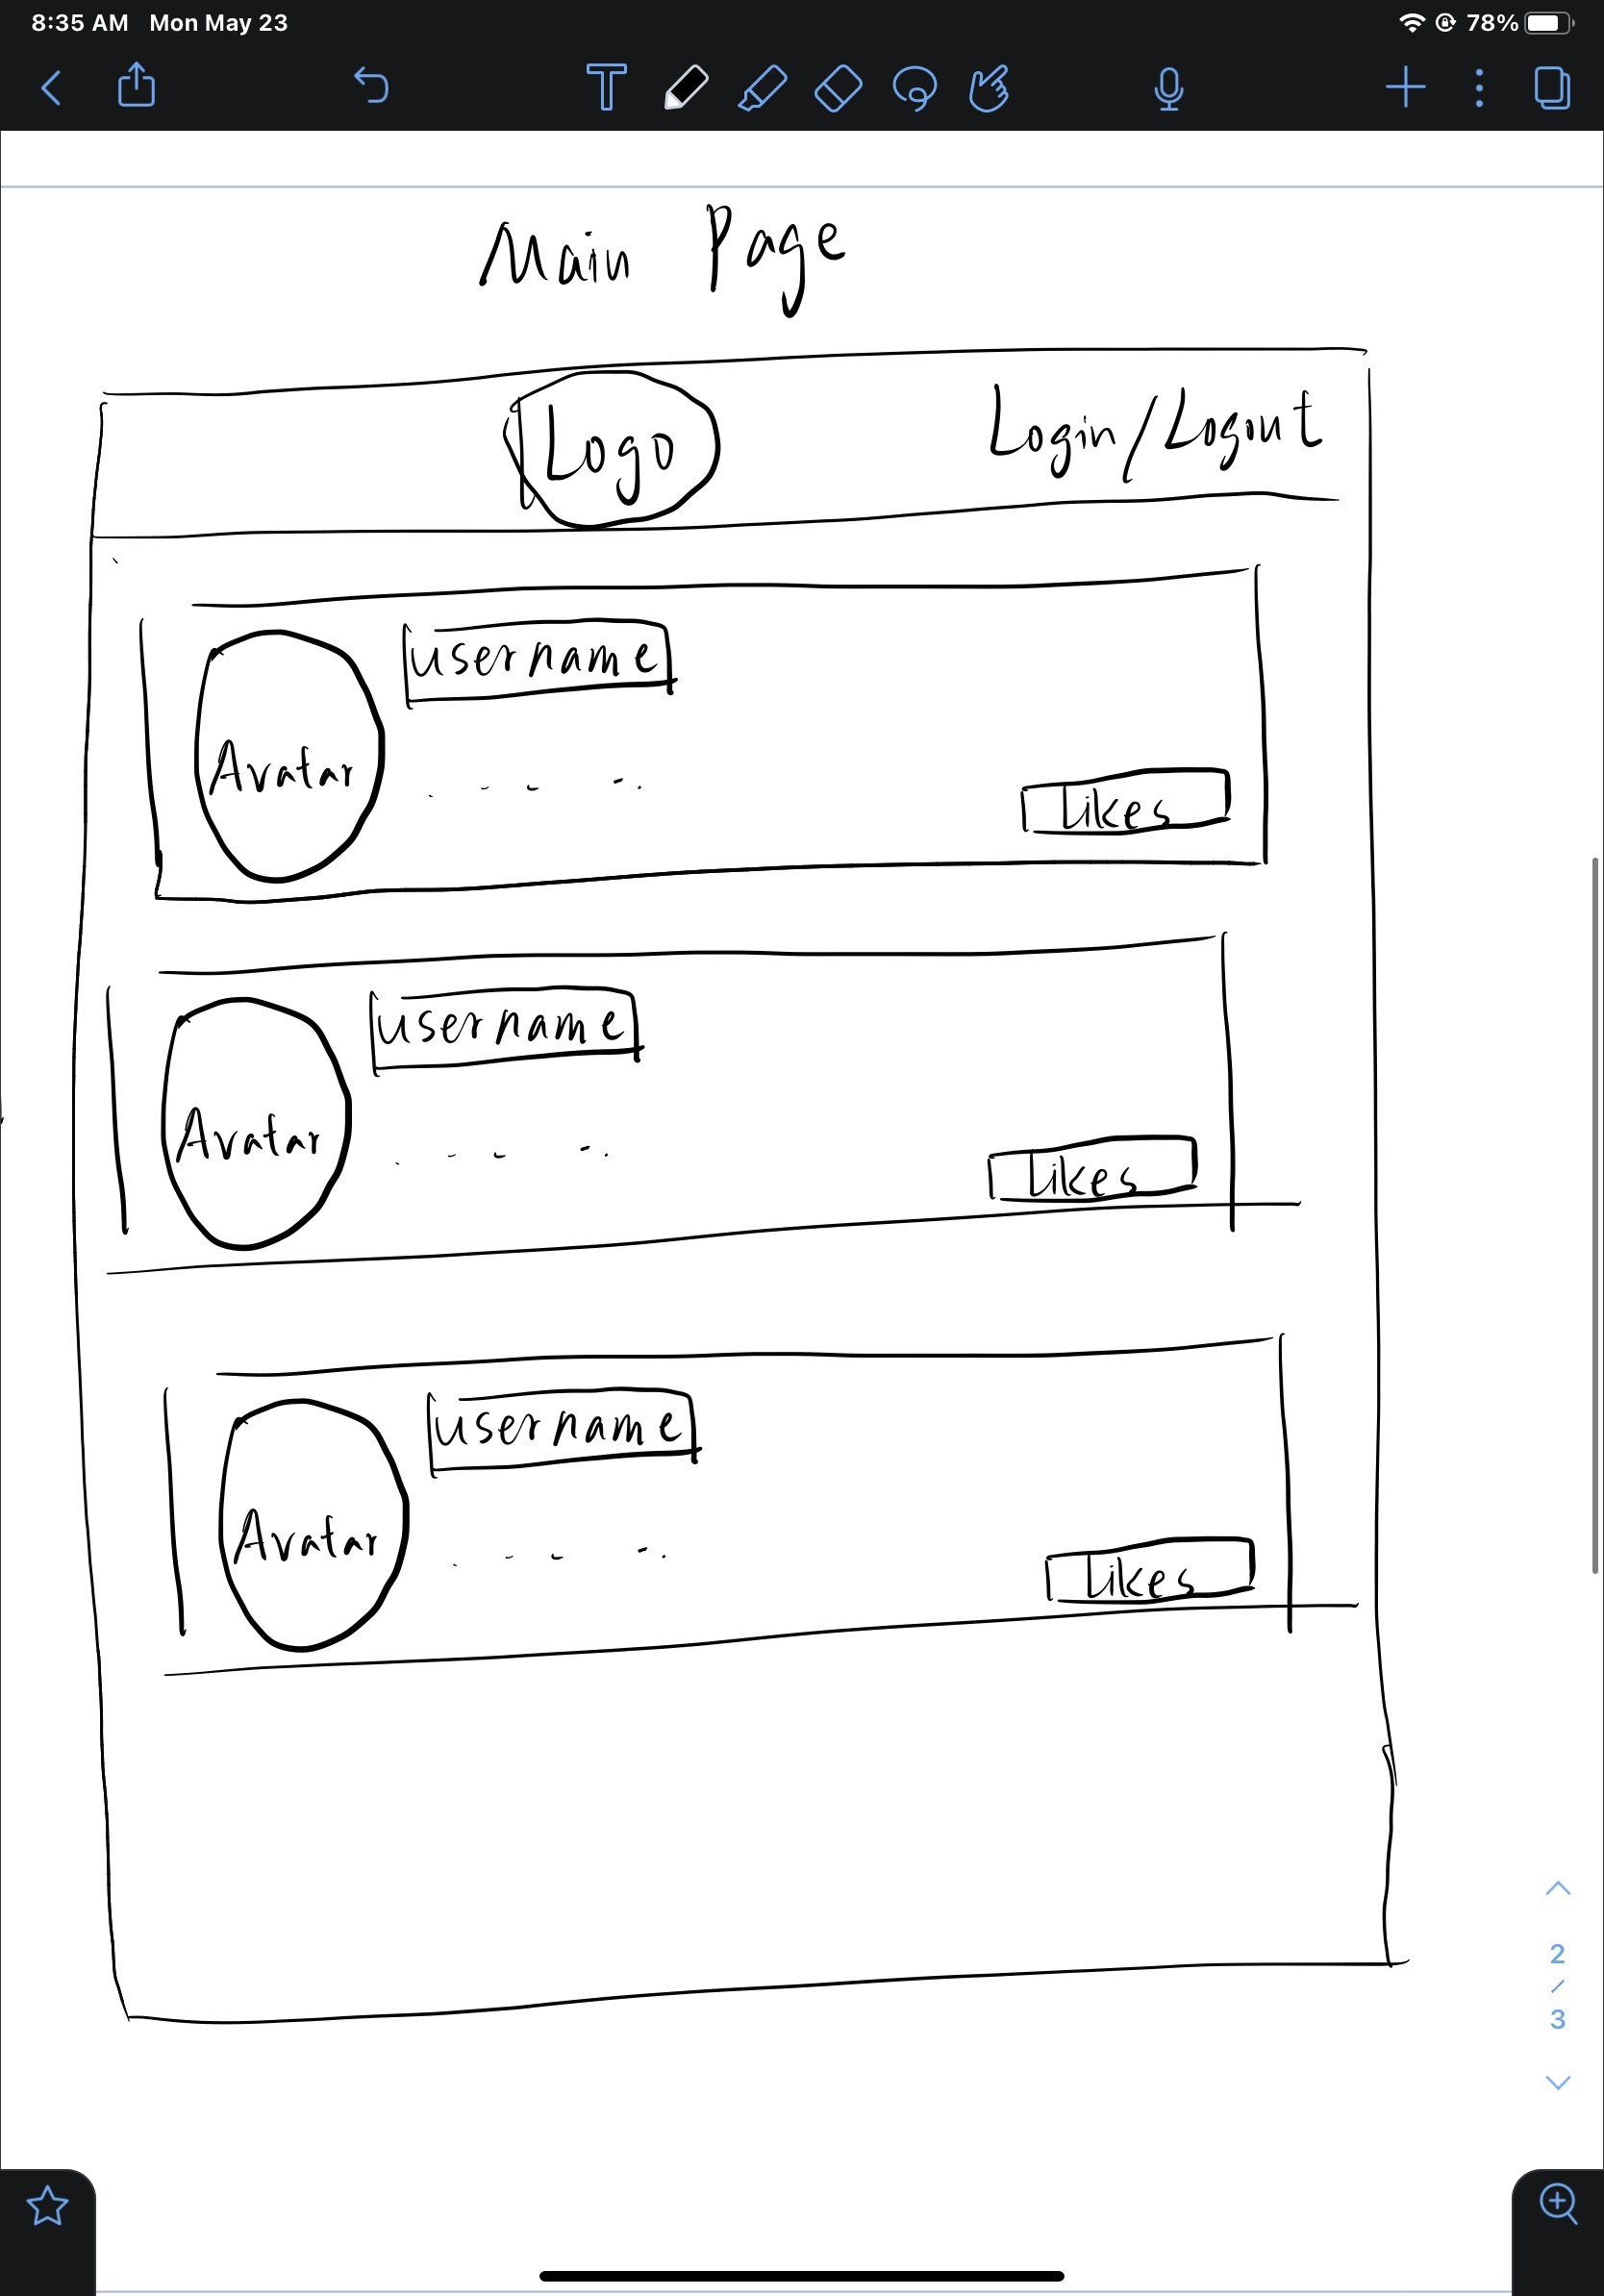 8:35 AM Mon May 23 78%
T
Main Page
Logo Login/Logout
username
Avatar
Likes
username
Avatar
Likes
username
Avatar
Likes
2
/
3